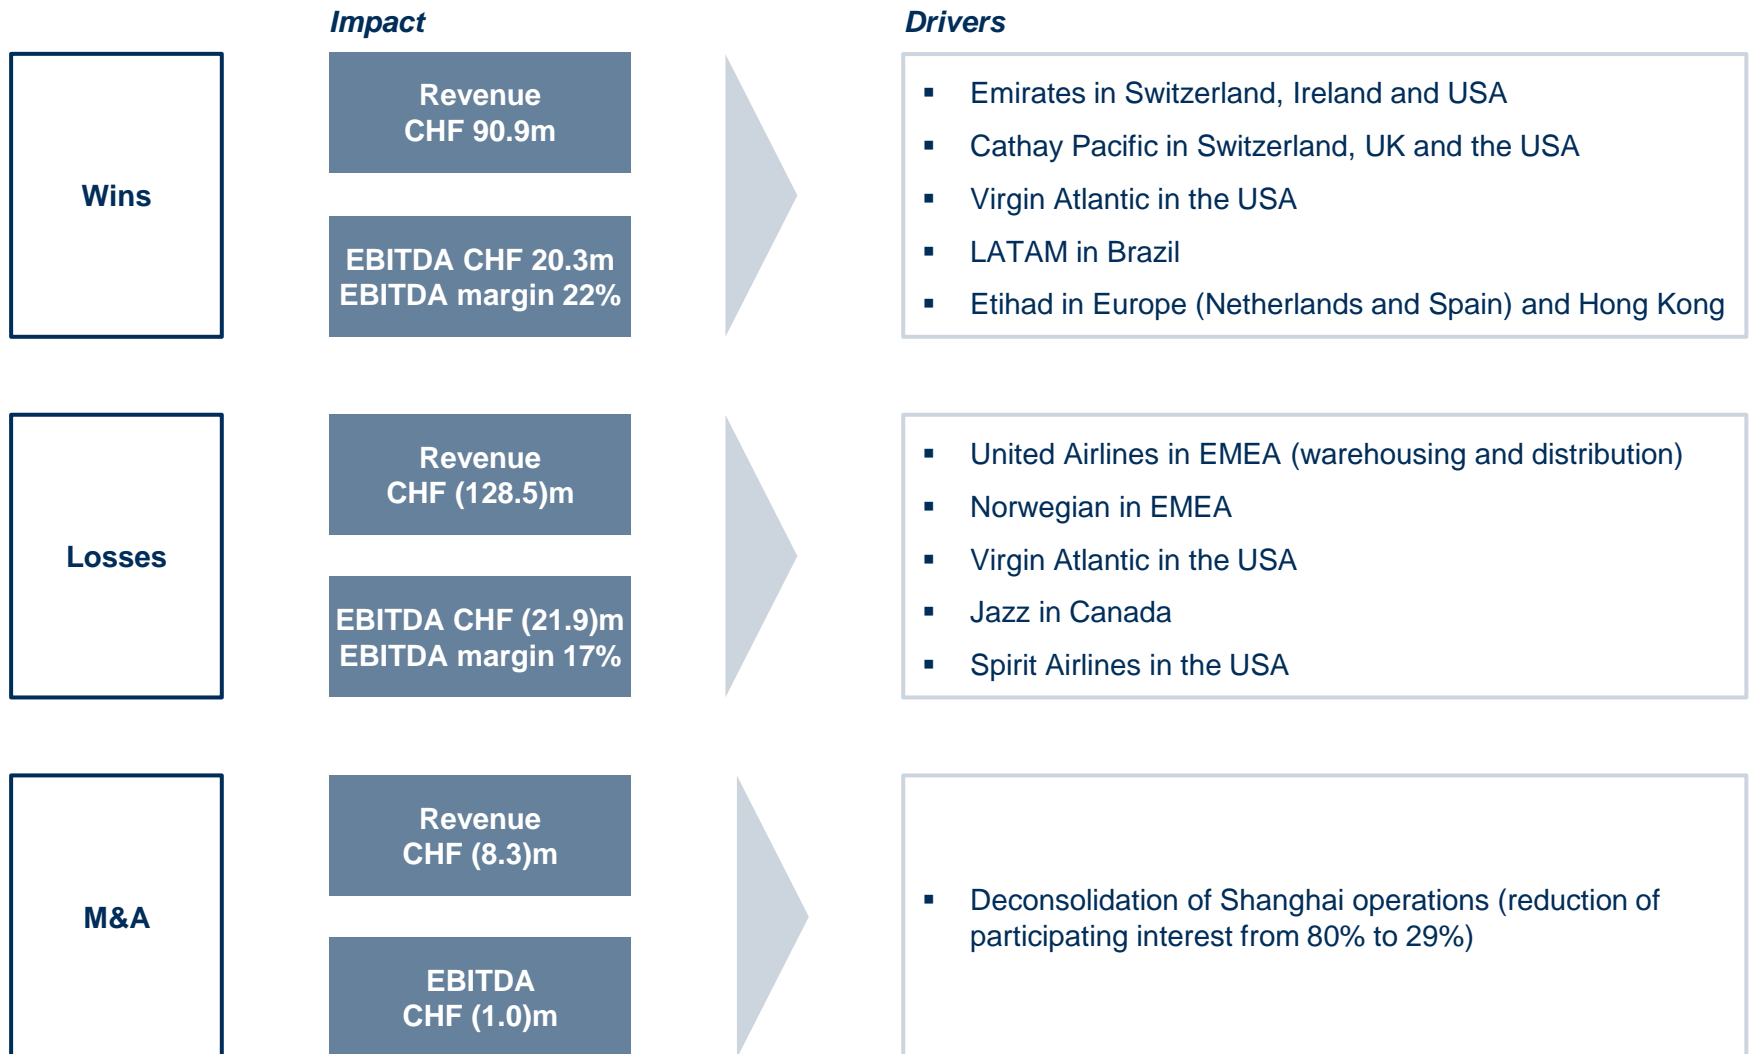 Impact
Drivers
Wins
Revenue
CHF 90.9m
EBITDA CHF 20.3m
EBITDA margin 22%
▪ Emirates in Switzerland, Ireland and USA
▪ Cathay Pacific in Switzerland, UK and the USA
▪ Virgin Atlantic in the USA
▪ LATAM in Brazil
▪ Etihad in Europe (Netherlands and Spain) and Hong Kong
Losses
Revenue
CHF (128.5)m
EBITDA CHF (21.9)m
EBITDA margin 17%
▪ United Airlines in EMEA (warehousing and distribution)
▪ Norwegian in EMEA
▪ Virgin Atlantic in the USA
▪ Jazz in Canada
▪ Spirit Airlines in the USA
M&A
Revenue
CHF (8.3)m
EBITDA
CHF (1.0)m
▪ Deconsolidation of Shanghai operations (reduction of
participating interest from 80% to 29%)